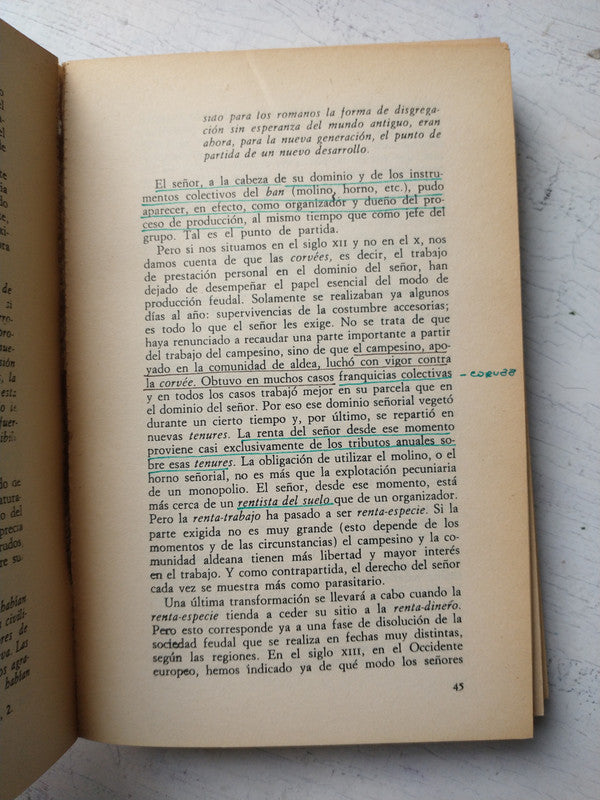 sido para los romanos la forma de disgrega-
ción sin esperanza del mundo antiguo, eran
ahora, para la nueva generación, el punto de
partida de un nuevo desarrollo.
El señor, a la cabeza de su dominio y de los instru-
mentos colectivos del ban (molino, horno, etc.), pudo
aparecer, en efecto, como organizador y dueño del pro-
ceso de producción, al mismo tiempo que como jefe del
grupo. Tal es el punto de partida.
Pero si nos situamos en el siglo XII y no en el X, nos
damos cuenta de que las corvées, es decir, el trabajo
de prestación personal en el dominio del señor, han
dejado de desempeñar el papel esencial del modo de
producción feudal. Solamente se realizaban ya algunos
días al año: supervivencias de la costumbre accesorias;
es todo lo que el señor les exige. No se trata de que
haya renunciado a recaudar una parte importante a partir
del trabajo del campesino, sino de que el campesino, apo-
yado en la comunidad de aldea, luchó con vigor contra
la corvée. Obtuvo en muchos casos franquicias colectivas
y en todos los casos trabajó mejor en su parcela que en
el dominio del señor. Por eso ese dominio señorial vegetó
durante un cierto tiempo y, por último, se repartió en
nuevas tenures. La renta del señor desde ese momento
proviene casi exclusivamente de los tributos anuales so-
bre esas tenures. La obligación de utilizar el molino, o el
horno señorial, no es más que la explotación pecuniaria
de un monopolio. El señor, desde ese momento, está
más cerca de un rentista del suelo que de un organizador.
Pero la renta-trabajo ha pasado a ser renta-especie. Si la
parte exigida no es muy grande (esto depende de los
momentos y de las circunstancias) el campesino y la co-
munidad aldeana tienen más libertad y mayor interés
en el trabajo. Y como contrapartida, el derecho del señor
cada vez se muestra más como parasitario.
Una última transformación se llevará a cabo cuando la
renta-especie tienda a ceder su sitio a la renta-dinero.
Pero esto corresponde ya a una fase de disolución de la
sociedad feudal que se realiza en fechas muy distintas,
según las regiones. En el siglo XIII, en el Occidente
europeo, hemos indicado ya de qué modo los señores
45